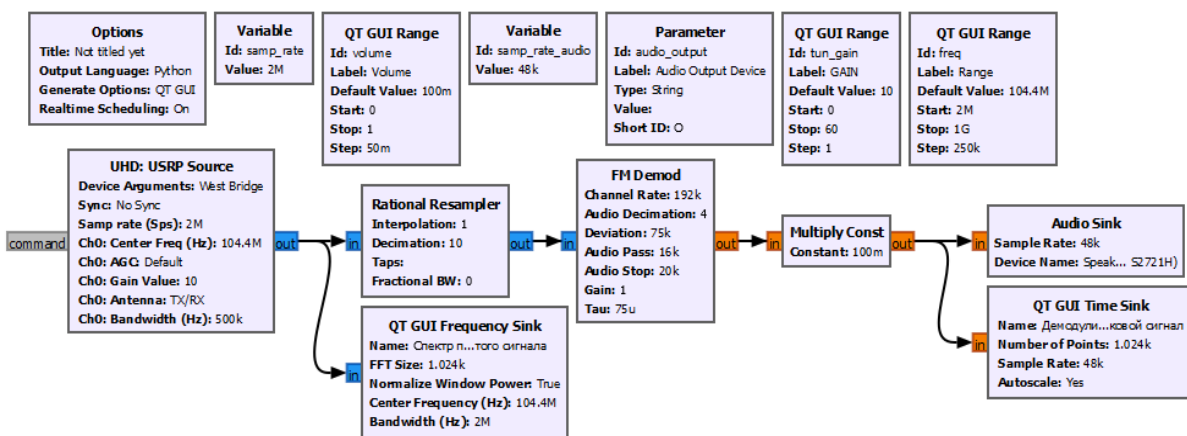 Options
Title: Not titled yet
Output Language: Python
Generate Options: QT GUI
Realtime Scheduling: On
Variable
Id: samp_rate
Value: 2M
QT GUI Range
Id: volume
Label: Volume
Default Value: 100m
Start: 0
Stop: 1
Step: 50m
Variable
Id: samp_rate_audio
Value: 48k
Parameter
Id: audio_output
Label: Audio Output Device
Type: String
Value:
Short ID: O
QT GUI Range
Id: tun_gain
Label: GAIN
Default Value: 10
Start: 0
Stop: 60
Step: 1
QT GUI Range
Id: freq
Label: Range
Default Value: 104.4M
Start: 2M
Stop: 1G
Step: 250k
command
UHD: USRP Source
Device Arguments: West Bridge
Sync: No Sync
Samp rate (Sps): 2M
Ch0: Center Freq (Hz): 104.4M
Ch0: AGC: Default
Ch0: Gain Value: 10
Ch0: Antenna: TX/RX
Ch0: Bandwidth (Hz): 500k
out
in
Rational Resampler
Interpolation: 1
Decimation: 10
Taps:
Fractional BW: 0
out
in
FM Demod
Channel Rate: 192k
Audio Decimation: 4
Deviation: 75k
Audio Pass: 16k
Audio Stop: 20k
Gain: 1
Tau: 75u
out
in
Multiply Const
Constant: 100m
out
in
Audio Sink
Sample Rate: 48k
Device Name: Speak... S2721H)
in
QT GUI Frequency Sink
Name: Спектр п...того сигнала
FFT Size: 1.024k
Normalize Window Power: True
Center Frequency (Hz): 104.4M
Bandwidth (Hz): 2M
in
QT GUI Time Sink
Name: Демодули...ковой сигнал
Number of Points: 1.024k
Sample Rate: 48k
Autoscale: Yes